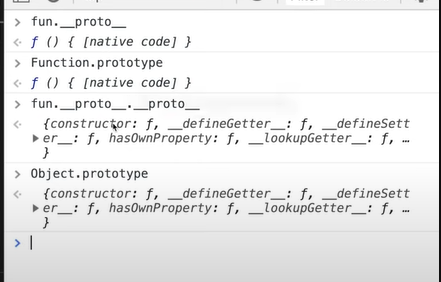 > fun.__proto__
<· ƒ () { [native code] }
> Function.prototype
<· ƒ () { [native code] }
> fun.__proto__.__proto__
<· {constructor: ƒ, __defineGetter__: ƒ, __defineSett
▶ er__: ƒ, hasOwnProperty: ƒ, __lookupGetter__: ƒ, …
}
> Object.prototype
<· {constructor: ƒ, __defineGetter__: ƒ, __defineSett
▶ er__: ƒ, hasOwnProperty: ƒ, __lookupGetter__: ƒ, …
}
>